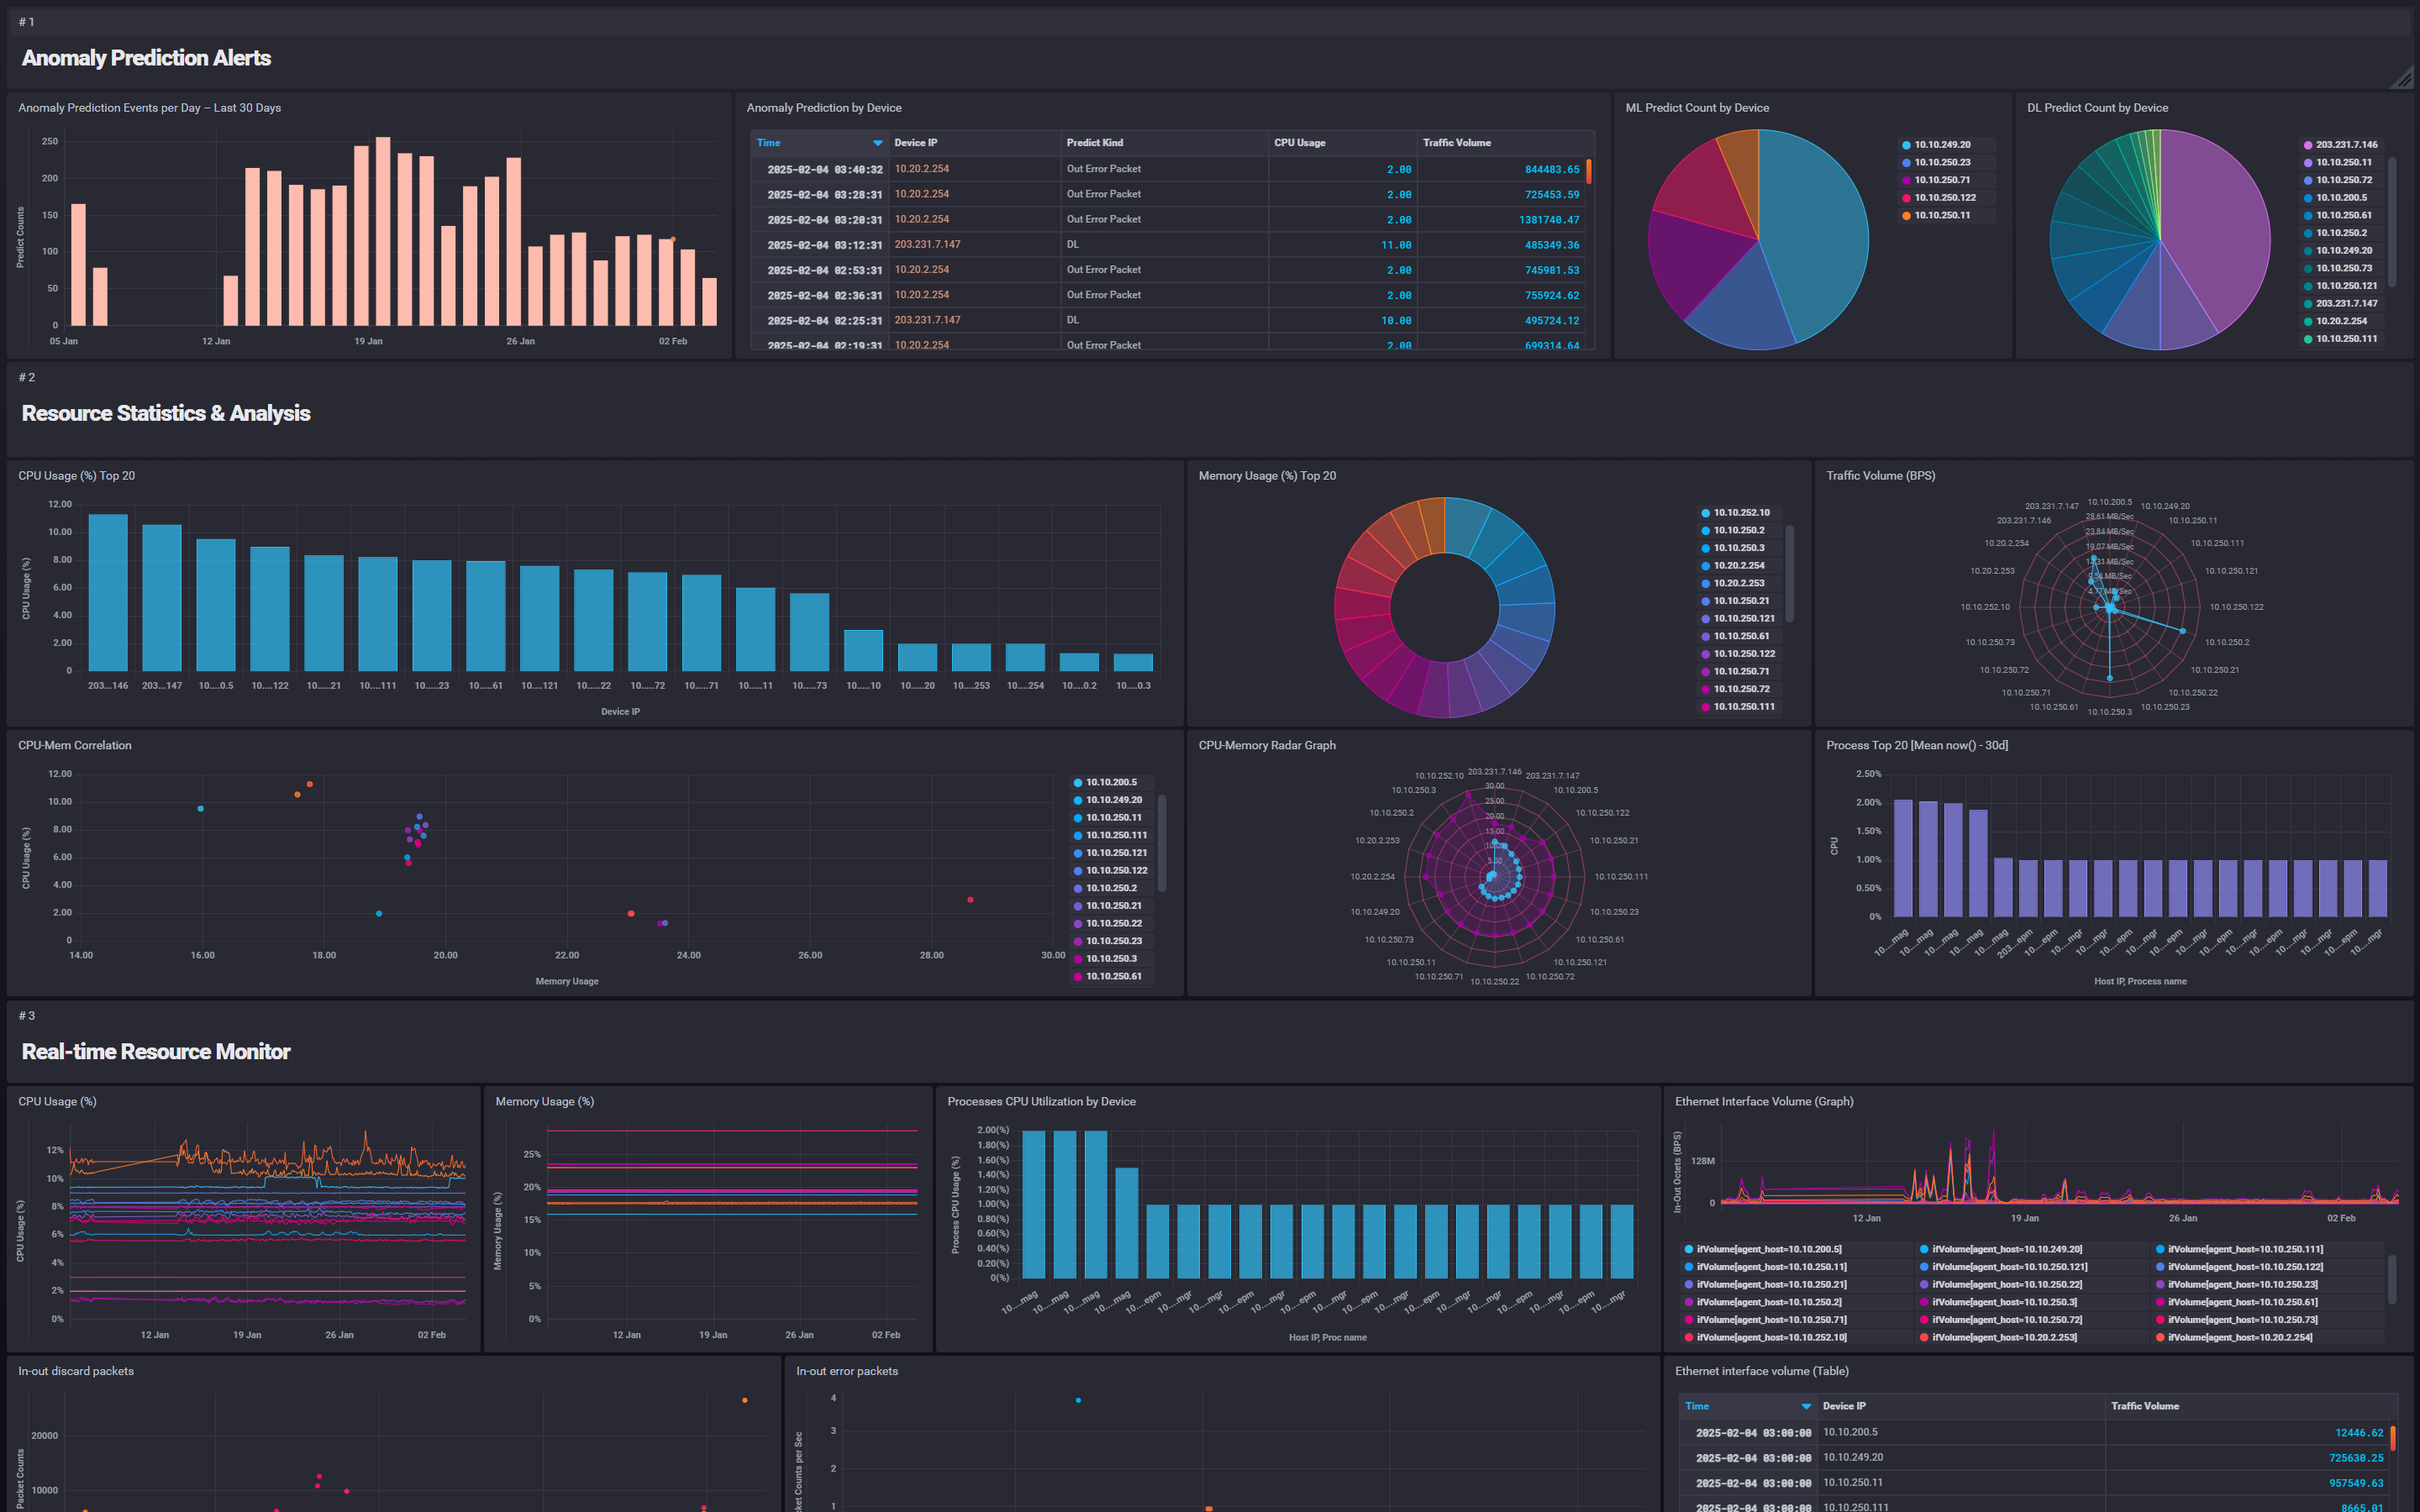 # 1
Anomaly Prediction Alerts
Anomaly Prediction Events per Day – Last 30 Days
Predict Counts
250
200
150
100
50
0
05 Jan 12 Jan 19 Jan 26 Jan 02 Feb
Anomaly Prediction by Device
Time Device IP Predict Kind CPU Usage Traffic Volume
2025-02-04 03:40:32 10.20.2.254 Out Error Packet 2.00 844483.65
2025-02-04 03:28:31 10.20.2.254 Out Error Packet 2.00 725453.59
2025-02-04 03:20:31 10.20.2.254 Out Error Packet 2.00 1381740.47
2025-02-04 03:12:31 203.231.7.147 DL 11.00 485349.36
2025-02-04 02:53:31 10.20.2.254 Out Error Packet 2.00 745981.53
2025-02-04 02:36:31 10.20.2.254 Out Error Packet 2.00 755924.62
2025-02-04 02:25:31 203.231.7.147 DL 10.00 495724.12
2025-02-04 02:19:31 10.20.2.254 Out Error Packet 2.00 699314.64
ML Predict Count by Device
10.10.249.20
10.10.250.23
10.10.250.71
10.10.250.122
10.10.250.11
DL Predict Count by Device
203.231.7.146
10.10.250.11
10.10.250.72
10.10.200.5
10.10.250.61
10.10.250.2
10.10.249.20
10.10.250.73
10.10.250.121
203.231.7.147
10.20.2.254
10.10.250.111
# 2
Resource Statistics & Analysis
CPU Usage (%) Top 20
CPU Usage (%)
12.00
10.00
8.00
6.00
4.00
2.00
0
203...146 203...147 10....0.5 10.....122 10.....21 10....111 10.....23 10.....61 10...121 10.....22 10.....72 10.....71 10.....11 10....73 10.....10 10.....20 10....253 10....254 10....0.2 10....0.3
Device IP
Memory Usage (%) Top 20
10.10.252.10
10.10.250.2
10.10.250.3
10.20.2.254
10.20.2.253
10.10.250.21
10.10.250.121
10.10.250.61
10.10.250.122
10.10.250.71
10.10.250.72
10.10.250.111
Traffic Volume (BPS)
10.10.200.5
10.10.249.20
10.10.250.11
10.10.250.111
10.10.250.121
10.10.250.122
10.10.250.2
10.10.250.21
10.10.250.22
10.10.250.23
10.10.250.3
10.10.250.61
10.10.250.71
10.10.250.72
10.10.250.73
10.10.252.10
10.20.2.253
10.20.2.254
203.231.7.146
203.231.7.147
28.61 MB/Sec
23.84 MB/Sec
19.07 MB/Sec
CPU-Mem Correlation
CPU Usage (%)
12.00
10.00
8.00
6.00
4.00
2.00
0
14.00 16.00 18.00 20.00 22.00 24.00 26.00 28.00 30.00
Memory Usage
10.10.200.5
10.10.249.20
10.10.250.11
10.10.250.111
10.10.250.121
10.10.250.122
10.10.250.2
10.10.250.21
10.10.250.22
10.10.250.23
10.10.250.3
10.10.250.61
CPU-Memory Radar Graph
203.231.7.146
203.231.7.147
10.10.200.5
10.10.250.122
10.10.250.21
10.10.250.111
10.10.250.23
10.10.250.61
10.10.250.121
10.10.250.72
10.10.250.22
10.10.250.71
10.10.250.11
10.10.250.73
10.10.249.20
10.20.2.254
10.20.2.253
10.10.250.2
10.10.250.3
10.10.252.10
30.00
25.00
20.00
15.00
5.00
Process Top 20 [Mean now() - 30d]
CPU
2.50%
2.00%
1.50%
1.00%
0.50%
0%
10....mag 10....mag 10....mag 10....mag 10....mag 203...epm 10....epm 10....mgr 10....mgr 10....epm 10....mgr 10....epm 10....mgr 10....epm 10....mgr 10....epm 10....mgr 10....mgr 10....epm 10....mgr
Host IP, Process name
# 3
Real-time Resource Monitor
CPU Usage (%)
CPU Usage (%)
12%
10%
8%
6%
4%
2%
0%
12 Jan 19 Jan 26 Jan 02 Feb
Memory Usage (%)
Memory Usage (%)
25%
20%
15%
10%
5%
0%
12 Jan 19 Jan 26 Jan 02 Feb
Processes CPU Utilization by Device
Process CPU Usage (%)
2.00(%)
1.80(%)
1.60(%)
1.40(%)
1.20(%)
1.00(%)
0.80(%)
0.60(%)
0.40(%)
0.20(%)
0(%)
10....mag 10....mag 10....mag 10....mag 10....epm 10....mgr 10....mgr 10....epm 10....mgr 10....epm 10....mgr 10....epm 10....mgr 10....epm 10....mgr 10....mgr 10....epm 10....mgr 10....epm 10....mgr
Host IP, Proc name
Ethernet Interface Volume (Graph)
In-Out Octets (BPS)
128M
0
12 Jan 19 Jan 26 Jan 02 Feb
ifVolume[agent_host=10.10.200.5] ifVolume[agent_host=10.10.249.20] ifVolume[agent_host=10.10.250.111]
ifVolume[agent_host=10.10.250.11] ifVolume[agent_host=10.10.250.121] ifVolume[agent_host=10.10.250.122]
ifVolume[agent_host=10.10.250.21] ifVolume[agent_host=10.10.250.22] ifVolume[agent_host=10.10.250.23]
ifVolume[agent_host=10.10.250.2] ifVolume[agent_host=10.10.250.3] ifVolume[agent_host=10.10.250.61]
ifVolume[agent_host=10.10.250.71] ifVolume[agent_host=10.10.250.72] ifVolume[agent_host=10.10.250.73]
ifVolume[agent_host=10.10.252.10] ifVolume[agent_host=10.20.2.253] ifVolume[agent_host=10.20.2.254]
In-out discard packets
Packet Counts
20000
10000
In-out error packets
Counts per Sec
4
3
2
1
Ethernet interface volume (Table)
Time Device IP Traffic Volume
2025-02-04 03:00:00 10.10.200.5 12446.62
2025-02-04 03:00:00 10.10.249.20 725630.25
2025-02-04 03:00:00 10.10.250.11 957549.63
2025-02-04 03:00:00 10.10.250.111 8665.01